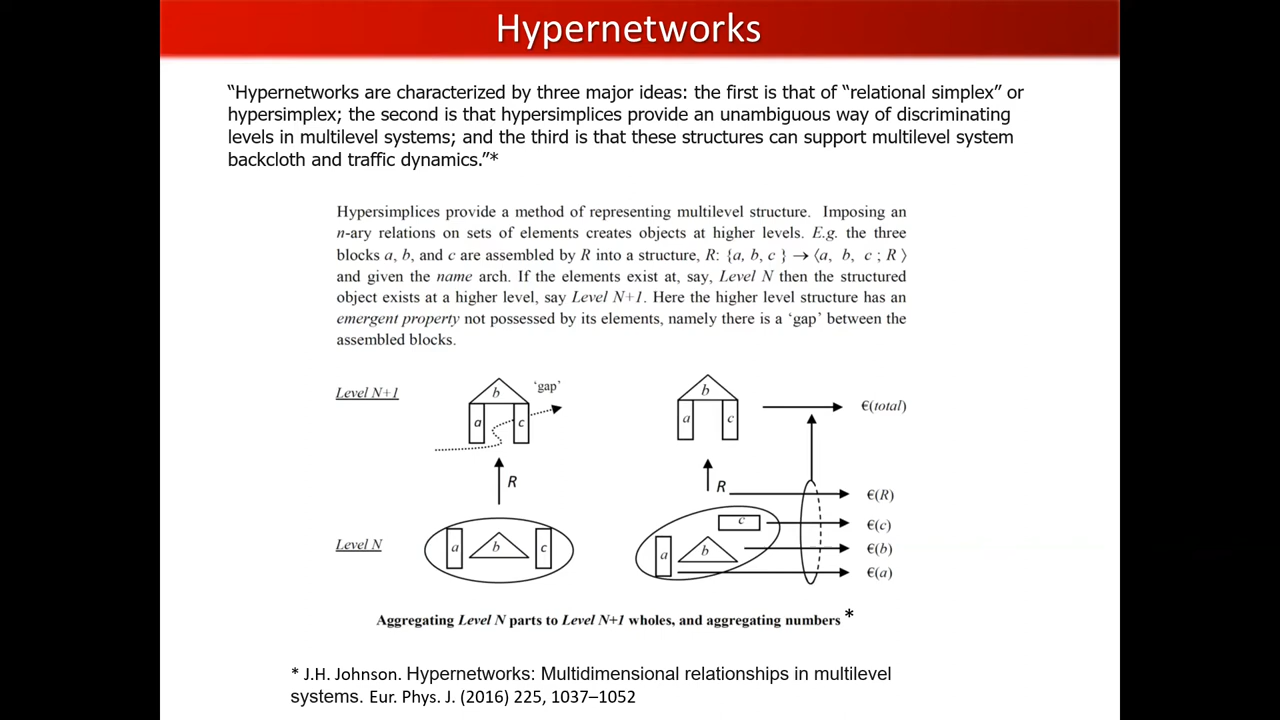 Hypernetworks
“Hypernetworks are characterized by three major ideas: the first is that of “relational simplex” or
hypersimplex; the second is that hypersimplices provide an unambiguous way of discriminating
levels in multilevel systems; and the third is that these structures can support multilevel system
backcloth and traffic dynamics.”*
Hypersimplices provide a method of representing multilevel structure. Imposing an
n-ary relations on sets of elements creates objects at higher levels. E.g. the three
blocks a, b, and c are assembled by R into a structure, R: {a, b, c } → ⟨a, b, c ; R ⟩
and given the name arch. If the elements exist at, say, Level N then the structured
object exists at a higher level, say Level N+1. Here the higher level structure has an
emergent property not possessed by its elements, namely there is a ‘gap’ between the
assembled blocks.
Level N+1
b
‘gap’
a
c
R
Level N
a
b
c
b
a
c
€(total)
R
€(R)
c
€(c)
a
b
€(b)
€(a)
Aggregating Level N parts to Level N+1 wholes, and aggregating numbers *
* J.H. Johnson. Hypernetworks: Multidimensional relationships in multilevel
systems. Eur. Phys. J. (2016) 225, 1037–1052